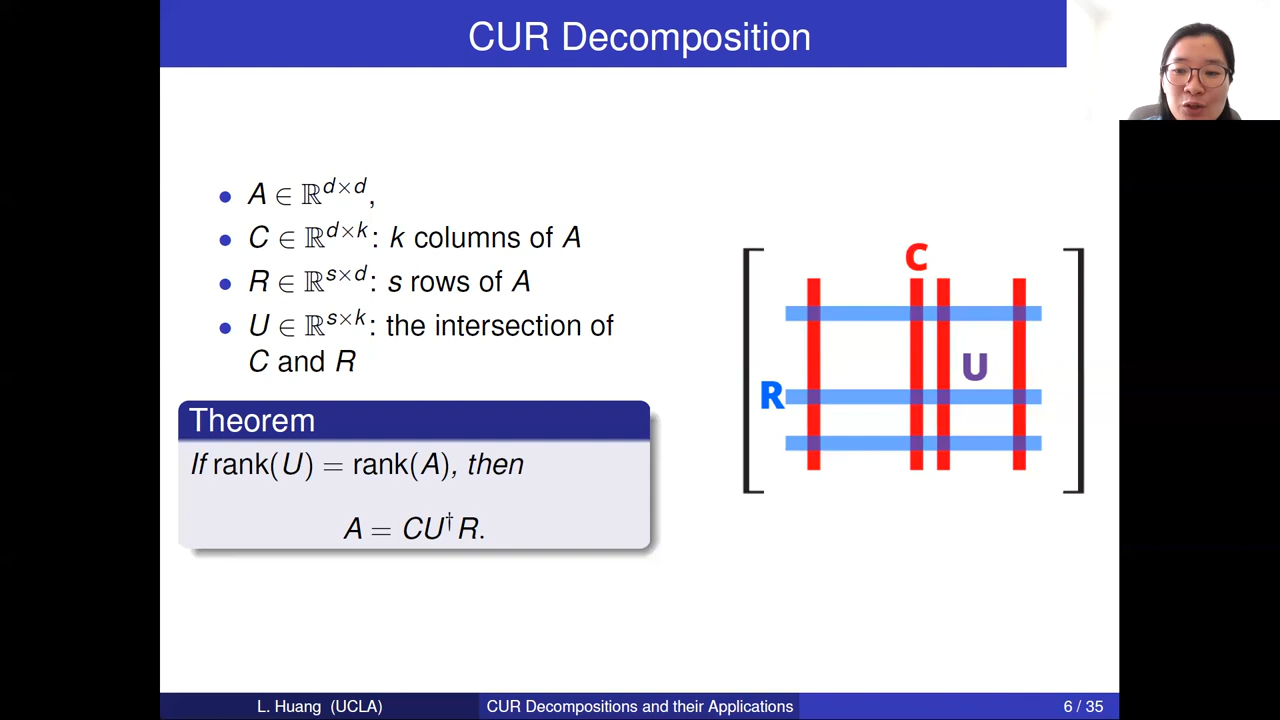 CUR Decomposition
• A ∈ ℝ^{d×d},
• C ∈ ℝ^{d×k}: k columns of A
• R ∈ ℝ^{s×d}: s rows of A
• U ∈ ℝ^{s×k}: the intersection of
C and R
Theorem
If rank(U) = rank(A), then
A = CU^†R.
C
U
R
L. Huang (UCLA)
CUR Decompositions and their Applications
6 / 35